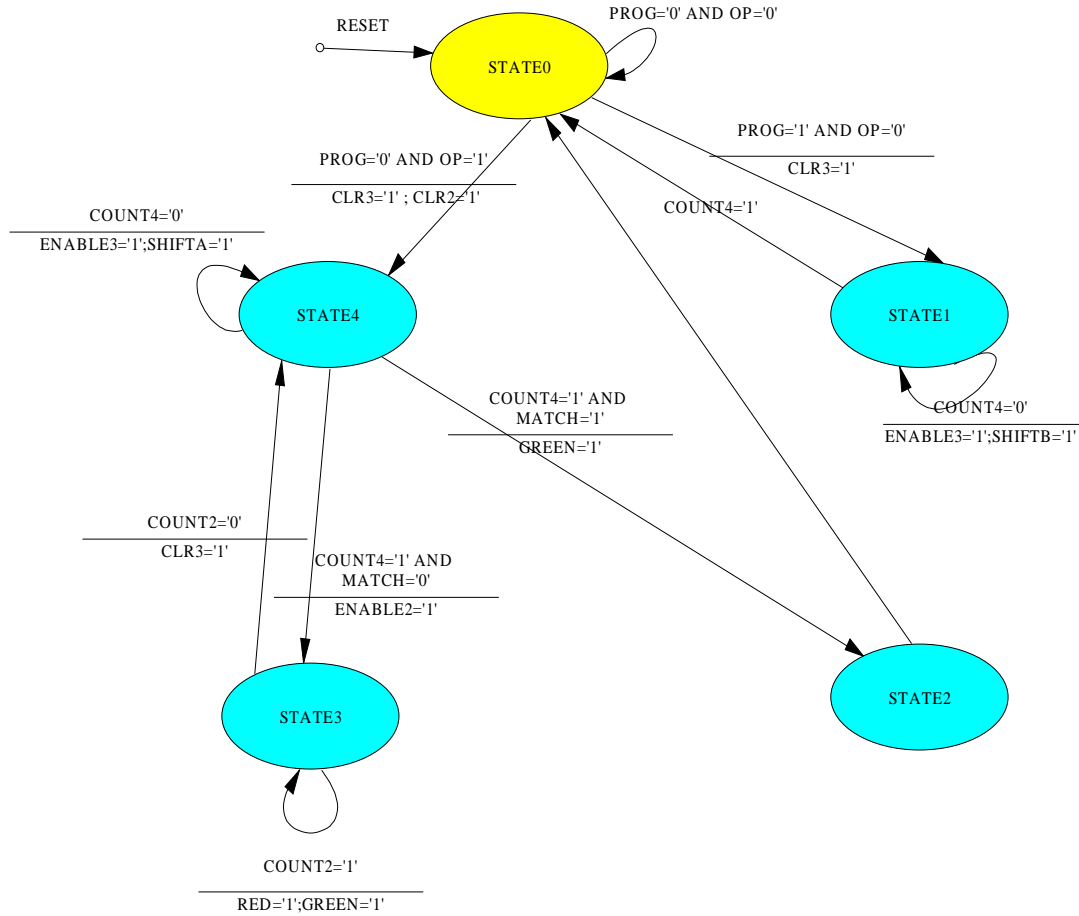 PROG='0' AND OP='0'
RESET
STATE0
PROG='1' AND OP='0'
CLR3='1'
PROG='0' AND OP='1'
CLR3='1' ; CLR2='1'
COUNT4='1'
COUNT4='0'
ENABLE3='1';SHIFTA='1'
STATE4
STATE1
COUNT4='1' AND
MATCH='1'
GREEN='1'
COUNT4='0'
ENABLE3='1';SHIFTB='1'
COUNT2='0'
CLR3='1'
COUNT4='1' AND
MATCH='0'
ENABLE2='1'
STATE2
STATE3
COUNT2='1'
RED='1';GREEN='1'